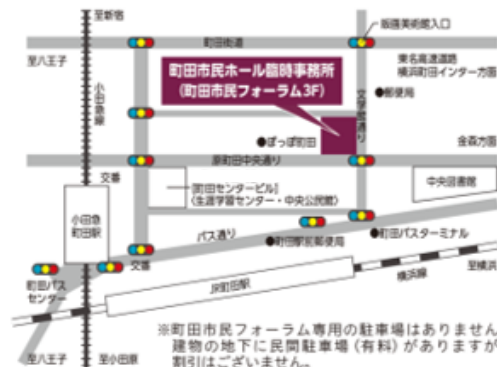 至新宿
版画美術館入口
町田街道
至八王子
東名高速道路
横浜町田インター方面
小田急線
町田市民ホール臨時事務所
(町田市民フォーラム3F)
●郵便局
文学館通り
●ぽっぽ町田
金森方面
原町田中央通り
交番
[町田センタービル]
〈生涯学習センター・中央公民館〉
中央図書館
小田急
町田駅
バス通り
●町田駅前郵便局
●町田バスターミナル
交番
町田バス
センター
JR町田駅
横浜線
至横浜
※町田市民フォーラム専用の駐車場はありません
建物の地下に民間駐車場(有料)がありますが
割引はございません。
至八王子
至小田原